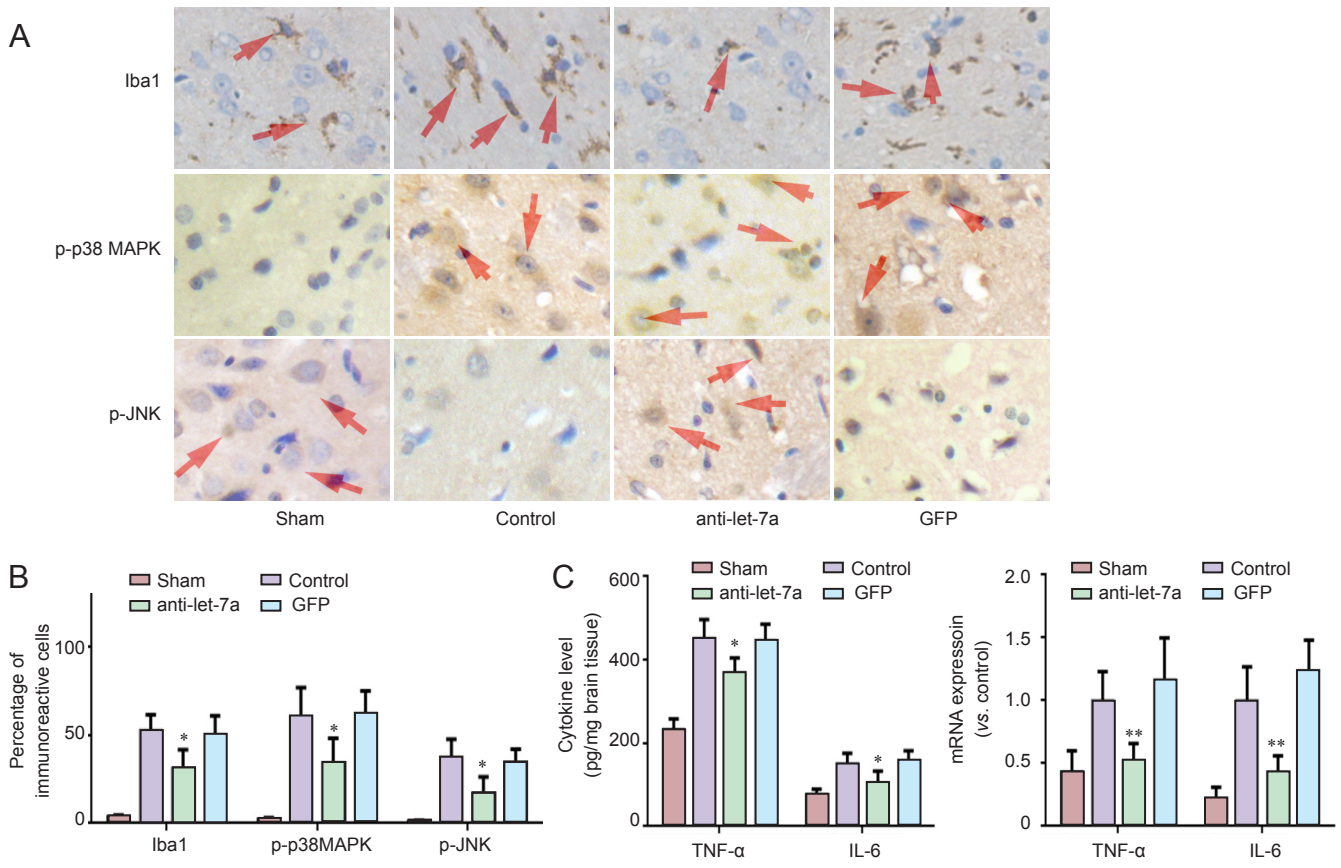 A
Iba1
p-p38 MAPK
p-JNK
Sham
Control
anti-let-7a
GFP
B
Sham
Control
anti-let-7a
GFP
Percentage of
immunoreactive cells
100
50
0
Iba1
p-p38MAPK
p-JNK
*
*
*
C
Sham
Control
anti-let-7a
GFP
Cytokine level
(pg/mg brain tissue)
600
400
200
0
*
*
TNF-α
IL-6
Sham
Control
anti-let-7a
GFP
mRNA expressoin
(vs. control)
2.0
1.5
1.0
0.5
0
**
**
TNF-α
IL-6